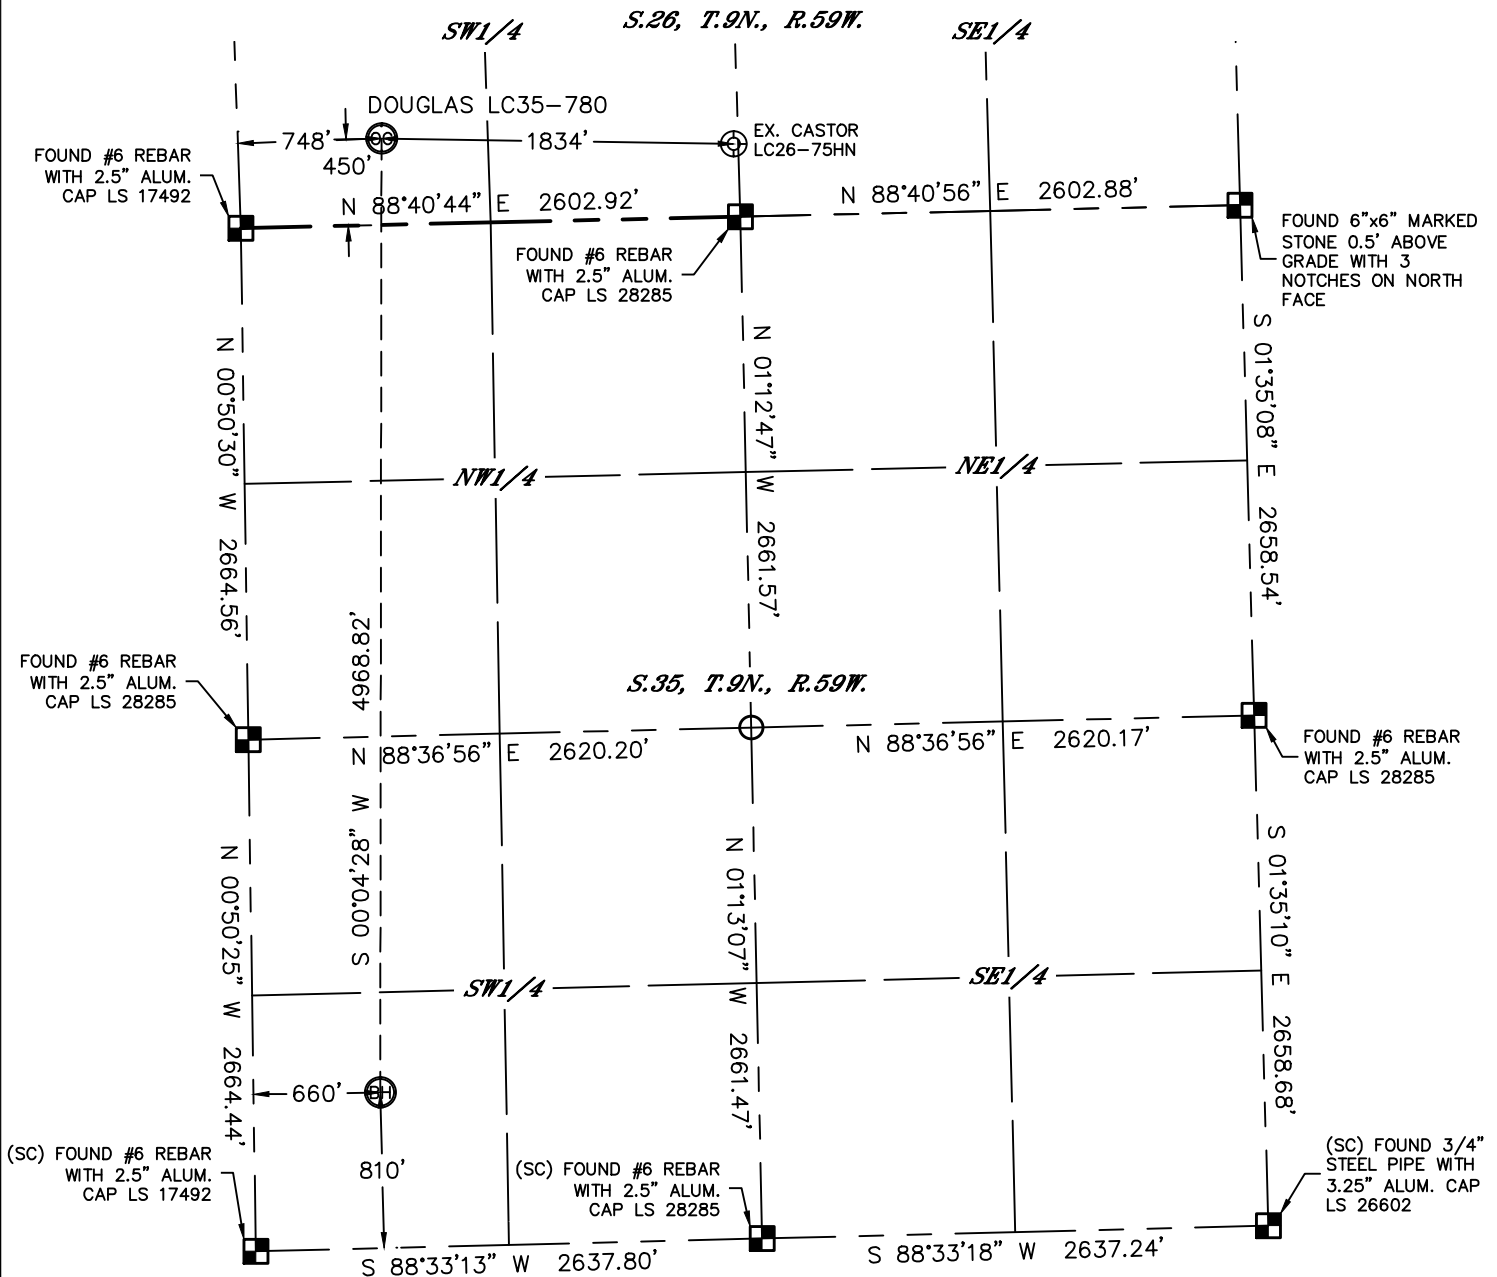 S.26, T.9N., R.59W.
SW1/4
SE1/4
DOUGLAS LC35-780
748'
1834'
450'
EX. CASTOR
LC26-75HN
FOUND #6 REBAR
WITH 2.5" ALUM.
CAP LS 17492
N 88°40'44" E 2602.92'
N 88°40'56" E 2602.88'
FOUND #6 REBAR
WITH 2.5" ALUM.
CAP LS 28285
FOUND 6"x6" MARKED
STONE 0.5' ABOVE
GRADE WITH 3
NOTCHES ON NORTH
FACE
N 00°50'30" W 2664.56'
N 01°12'47" W 2661.57'
S 01°35'08" E 2658.54'
NW1/4
NE1/4
S 00°04'28" W 4968.82'
FOUND #6 REBAR
WITH 2.5" ALUM.
CAP LS 28285
S.35, T.9N., R.59W.
N 88°36'56" E 2620.20'
N 88°36'56" E 2620.17'
FOUND #6 REBAR
WITH 2.5" ALUM.
CAP LS 28285
N 00°50'25" W 2664.44'
N 01°13'07" W 2661.47'
S 01°35'10" E 2658.68'
SW1/4
SE1/4
660'
BH
810'
(SC) FOUND #6 REBAR
WITH 2.5" ALUM.
CAP LS 17492
(SC) FOUND #6 REBAR
WITH 2.5" ALUM.
CAP LS 28285
(SC) FOUND 3/4"
STEEL PIPE WITH
3.25" ALUM. CAP
LS 26602
S 88°33'13" W 2637.80'
S 88°33'18" W 2637.24'